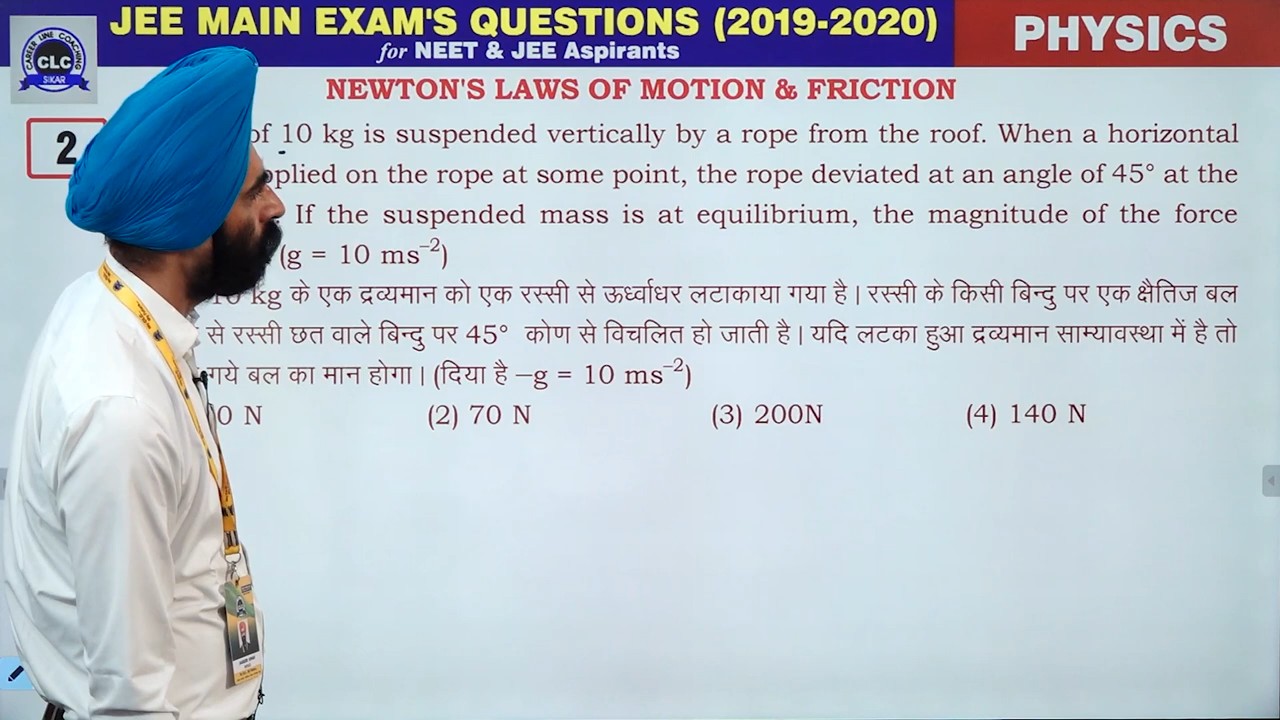 JEE MAIN EXAM'S QUESTIONS (2019-2020)
for NEET & JEE Aspirants
PHYSICS
CAREER LINE COACHING
CLC
SIKAR
NEWTON'S LAWS OF MOTION & FRICTION
2
of 10 kg is suspended vertically by a rope from the roof. When a horizontal
on the rope at some point, the rope deviated at an angle of 45° at the
If the suspended mass is at equilibrium, the magnitude of the force
(g = 10 ms⁻²)
10 kg के एक द्रव्यमान को एक रस्सी से ऊर्ध्वाधर लटाकाया गया है। रस्सी के किसी बिन्दु पर एक क्षैतिज बल
से रस्सी छत वाले बिन्दु पर 45° कोण से विचलित हो जाती है। यदि लटका हुआ द्रव्यमान साम्यावस्था में है तो
गये बल का मान होगा। (दिया है –g = 10 ms⁻²)
0 N (2) 70 N (3) 200N (4) 140 N